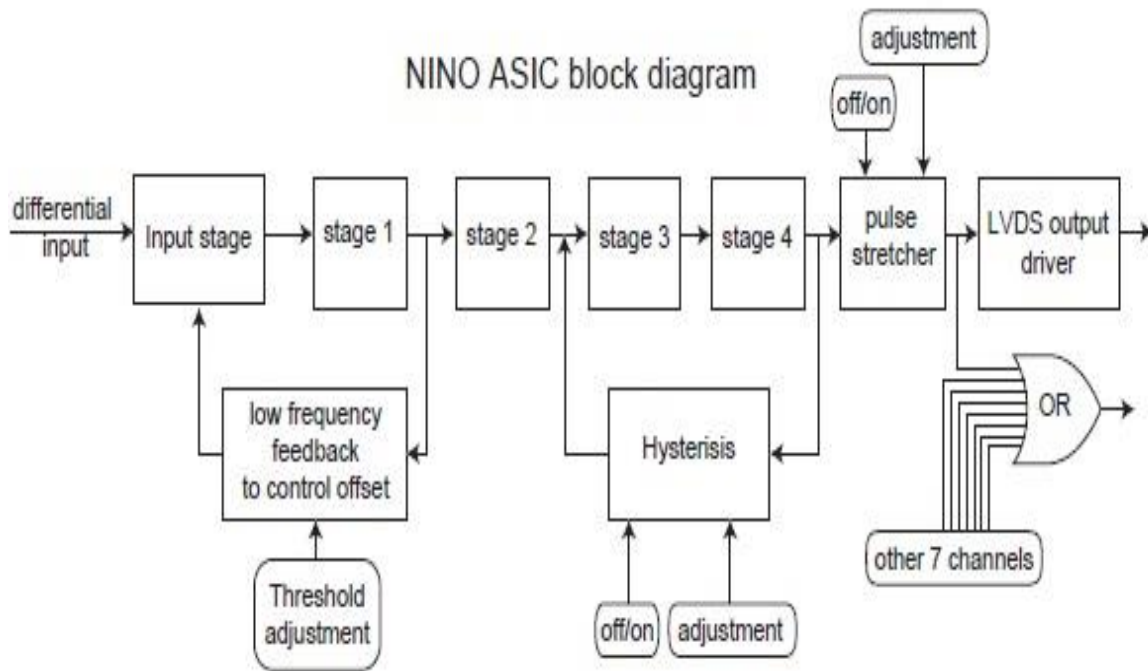 adjustment
NINO ASIC block diagram
off/on
differential
input
Input stage
stage 1
stage 2
stage 3
stage 4
pulse
stretcher
LVDS output
driver
low frequency
feedback
to control offset
Hysterisis
OR
other 7 channels
Threshold
adjustment
off/on
adjustment